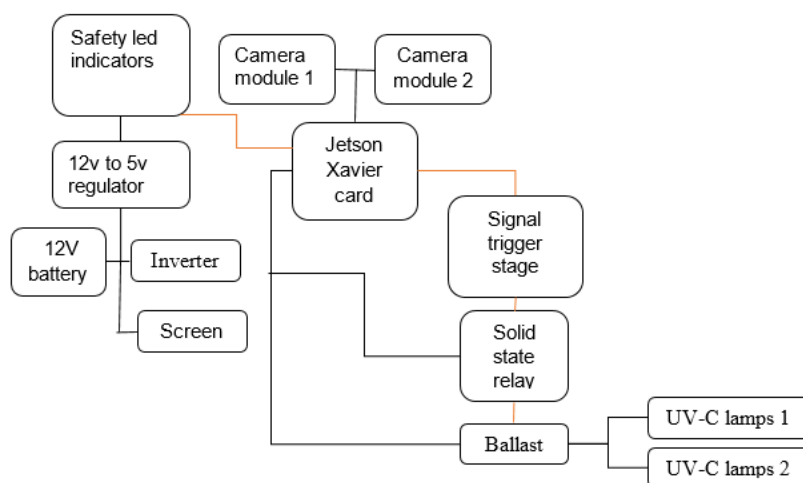 Safety led
indicators
Camera
module 1
Camera
module 2
Jetson
Xavier
card
12v to 5v
regulator
Signal
trigger
stage
12V
battery
Inverter
Screen
Solid
state
relay
Ballast
UV-C lamps 1
UV-C lamps 2